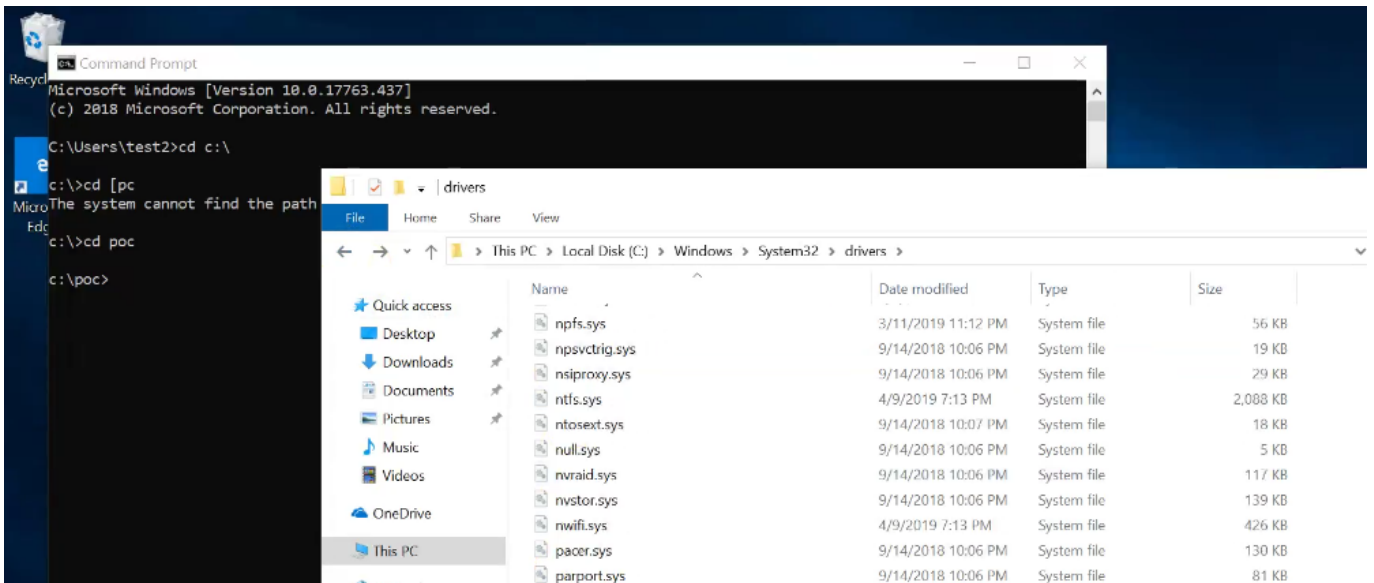 Recycl
Command Prompt
Microsoft Windows [Version 10.0.17763.437]
(c) 2018 Microsoft Corporation. All rights reserved.
C:\Users\test2>cd c:\
c:\>cd [pc
The system cannot find the path
c:\>cd poc
c:\poc>
Micro
Edg
drivers
File Home Share View
This PC > Local Disk (C:) > Windows > System32 > drivers >
Name Date modified Type Size
Quick access
Desktop
Downloads
Documents
Pictures
Music
Videos
OneDrive
This PC
npfs.sys 3/11/2019 11:12 PM System file 56 KB
npsvctrig.sys 9/14/2018 10:06 PM System file 19 KB
nsiproxy.sys 9/14/2018 10:06 PM System file 29 KB
ntfs.sys 4/9/2019 7:13 PM System file 2,088 KB
ntosext.sys 9/14/2018 10:07 PM System file 18 KB
null.sys 9/14/2018 10:06 PM System file 5 KB
nvraid.sys 9/14/2018 10:06 PM System file 117 KB
nvstor.sys 9/14/2018 10:06 PM System file 139 KB
nwifi.sys 4/9/2019 7:13 PM System file 426 KB
pacer.sys 9/14/2018 10:06 PM System file 130 KB
parport.sys 9/14/2018 10:06 PM System file 81 KB